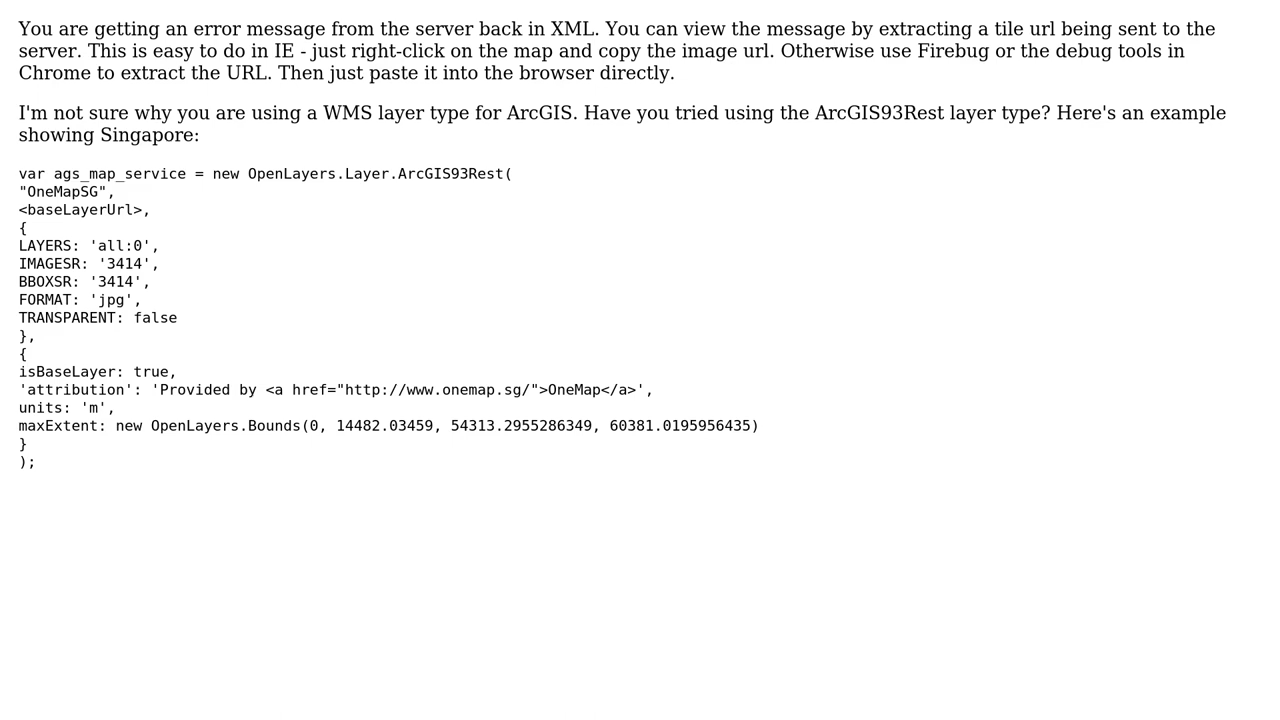 You are getting an error message from the server back in XML. You can view the message by extracting a tile url being sent to the
server. This is easy to do in IE - just right-click on the map and copy the image url. Otherwise use Firebug or the debug tools in
Chrome to extract the URL. Then just paste it into the browser directly.
I'm not sure why you are using a WMS layer type for ArcGIS. Have you tried using the ArcGIS93Rest layer type? Here's an example
showing Singapore:
var ags_map_service = new OpenLayers.Layer.ArcGIS93Rest(
"OneMapSG",
<baseLayerUrl>,
{
LAYERS: 'all:0',
IMAGESR: '3414',
BBOXSR: '3414',
FORMAT: 'jpg',
TRANSPARENT: false
},
{
isBaseLayer: true,
'attribution': 'Provided by <a href="http://www.onemap.sg/">OneMap</a>',
units: 'm',
maxExtent: new OpenLayers.Bounds(0, 14482.03459, 54313.2955286349, 60381.0195956435)
}
);